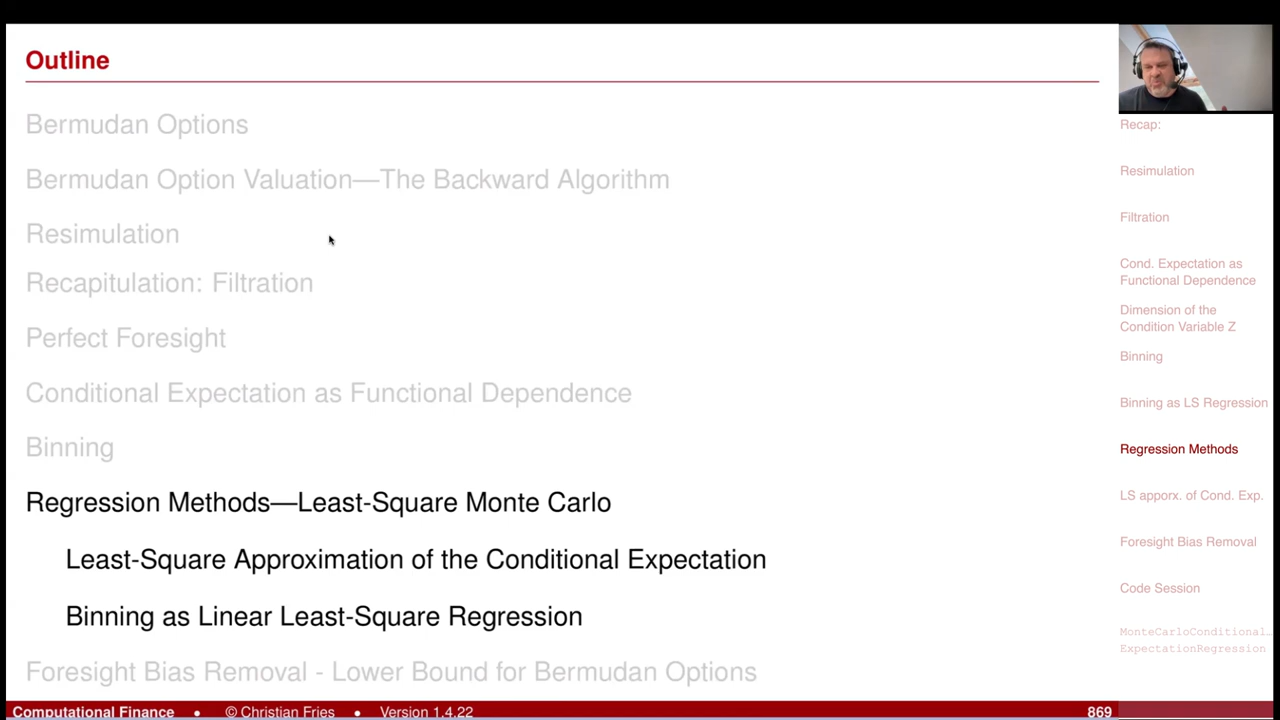 Outline
Bermudan Options
Bermudan Option Valuation—The Backward Algorithm
Resimulation
Recapitulation: Filtration
Perfect Foresight
Conditional Expectation as Functional Dependence
Binning
Regression Methods—Least-Square Monte Carlo
Least-Square Approximation of the Conditional Expectation
Binning as Linear Least-Square Regression
Foresight Bias Removal - Lower Bound for Bermudan Options
Recap:
Resimulation
Filtration
Cond. Expectation as
Functional Dependence
Dimension of the
Condition Variable Z
Binning
Binning as LS Regression
Regression Methods
LS apporx. of Cond. Exp.
Foresight Bias Removal
Code Session
MonteCarloConditional…
ExpectationRegression
Computational Finance • © Christian Fries • Version 1.4.22 869